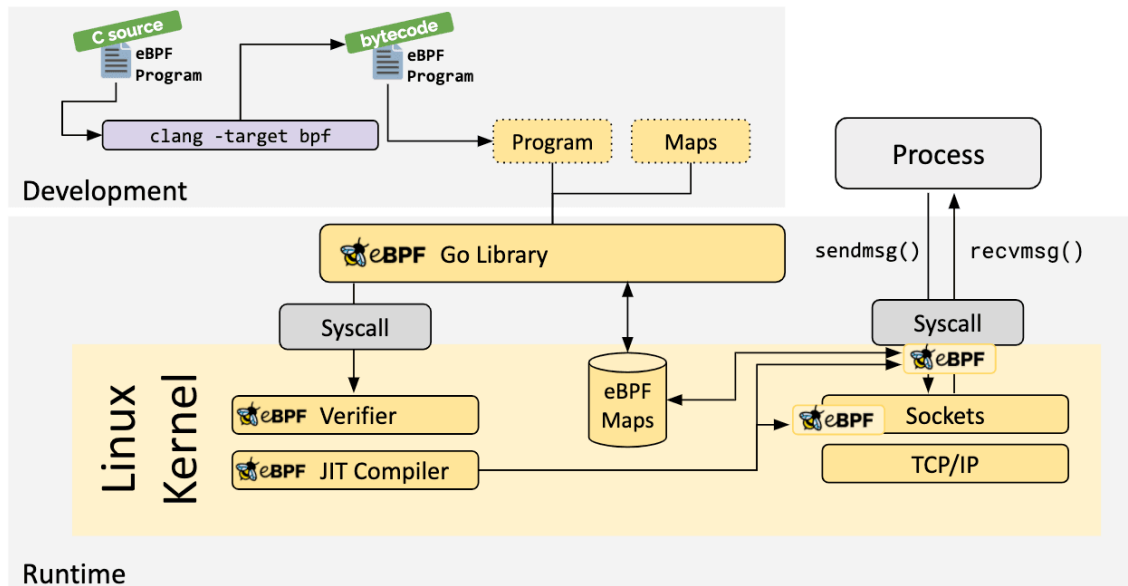 C source
eBPF
Program
bytecode
eBPF
Program
clang -target bpf
Program
Maps
Development
Process
eBPF Go Library
sendmsg()
recvmsg()
Syscall
Syscall
eBPF
Linux
Kernel
eBPF Verifier
eBPF
Maps
eBPF
Sockets
eBPF JIT Compiler
TCP/IP
Runtime